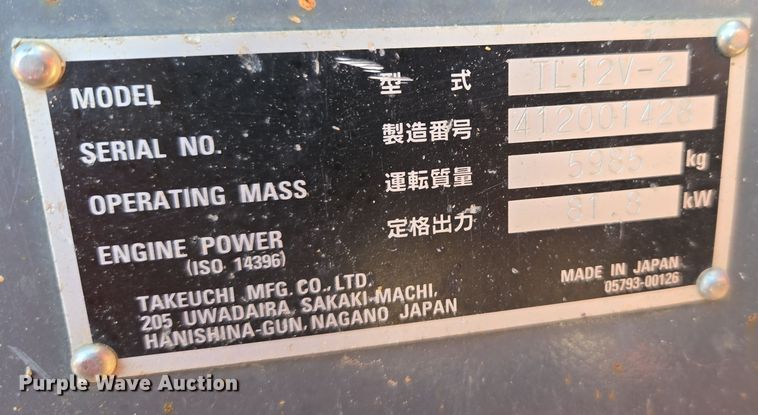 MODEL 型式 TL12V-2
SERIAL NO. 製造番号 412001428
OPERATING MASS 運転質量 5985 kg
ENGINE POWER 定格出力 81.8 kW
(ISO 14396)
TAKEUCHI MFG. CO., LTD.
205 UWADAIRA, SAKAKI-MACHI,
HANISHINA-GUN, NAGANO JAPAN
MADE IN JAPAN
05793-00126
Purple Wave Auction